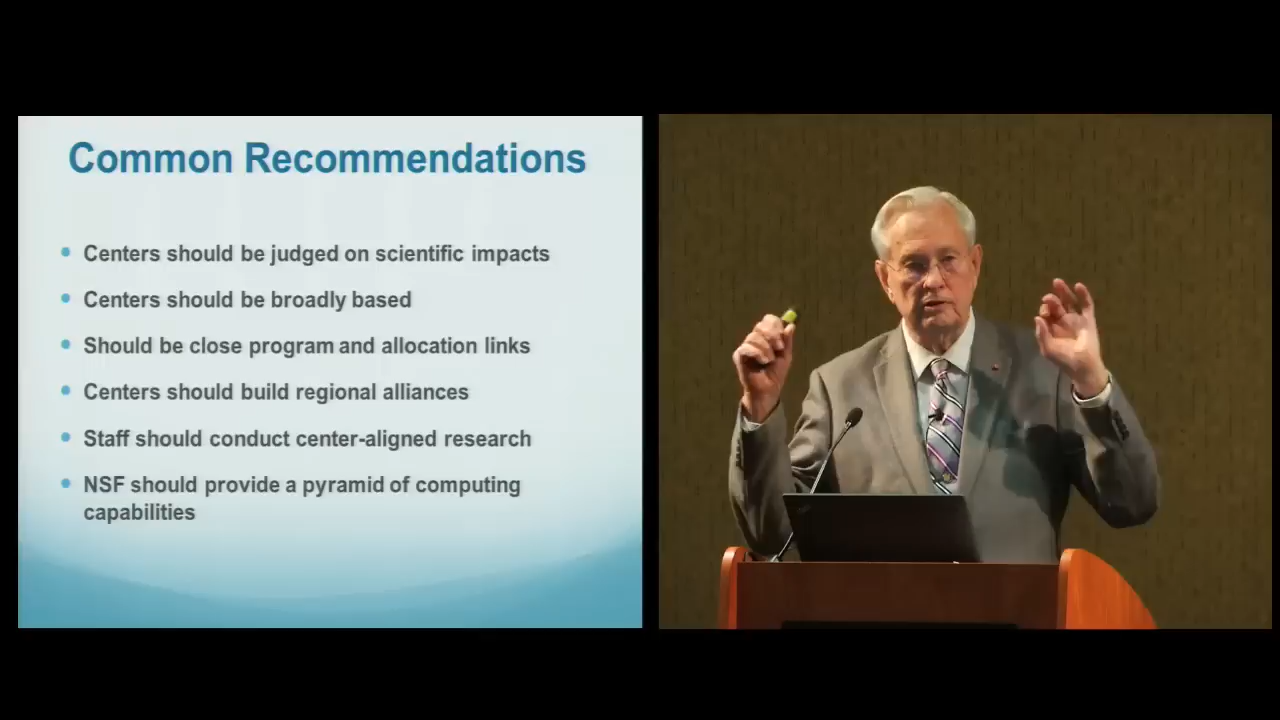 Common Recommendations
Centers should be judged on scientific impacts
Centers should be broadly based
Should be close program and allocation links
Centers should build regional alliances
Staff should conduct center-aligned research
NSF should provide a pyramid of computing
capabilities